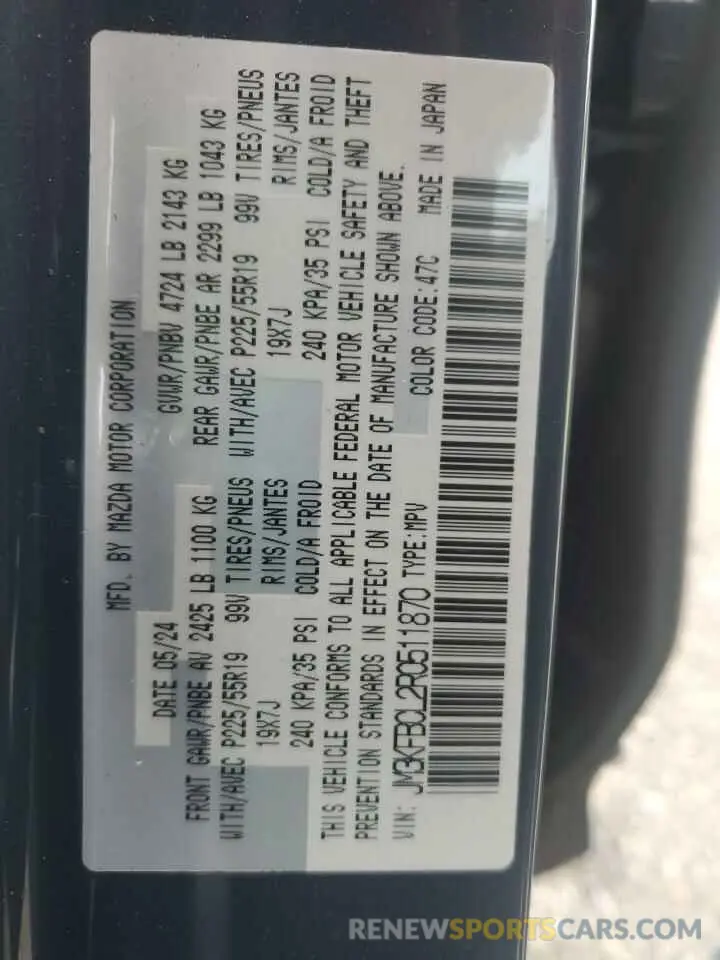 MFD. BY MAZDA MOTOR CORPORATION
DATE 05/24 GVWR/PNBV 4724 LB 2143 KG
FRONT GAWR/PNBE AV 2425 LB 1100 KG REAR GAWR/PNBE AR 2299 LB 1043 KG
WITH/AVEC P225/55R19 99V TIRES/PNEUS WITH/AVEC P225/55R19 99V TIRES/PNEUS
19X7J RIMS/JANTES 19X7J RIMS/JANTES
240 KPA/35 PSI COLD/A FROID 240 KPA/35 PSI COLD/A FROID
THIS VEHICLE CONFORMS TO ALL APPLICABLE FEDERAL MOTOR VEHICLE SAFETY AND THEFT
PREVENTION STANDARDS IN EFFECT ON THE DATE OF MANUFACTURE SHOWN ABOVE.
VIN: JM3KFBCL2R0511870 TYPE:MPV COLOR CODE:47C MADE IN JAPAN
RENEWSPORTSCARS.COM